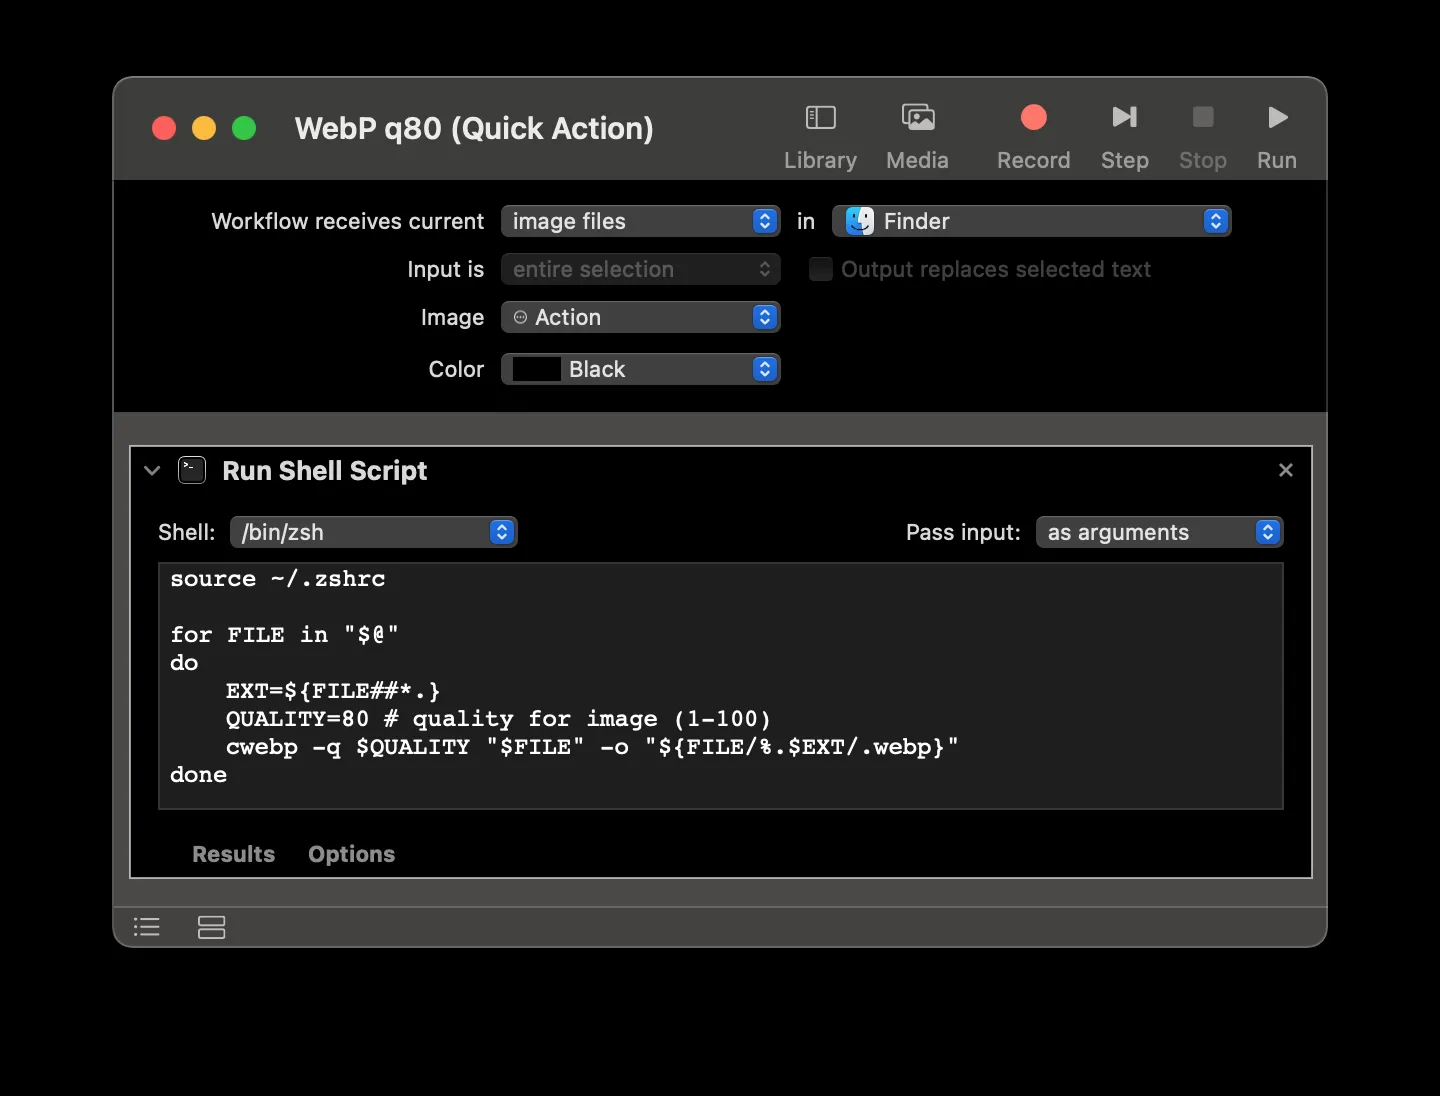 WebP q80 (Quick Action)
Library Media Record Step Stop Run
Workflow receives current image files in Finder
Input is entire selection Output replaces selected text
Image Action
Color Black
Run Shell Script
Shell: /bin/zsh Pass input: as arguments
source ~/.zshrc
for FILE in "$@"
do
EXT=${FILE##*.}
QUALITY=80 # quality for image (1-100)
cwebp -q $QUALITY "$FILE" -o "${FILE/%.$EXT/.webp}"
done
Results Options